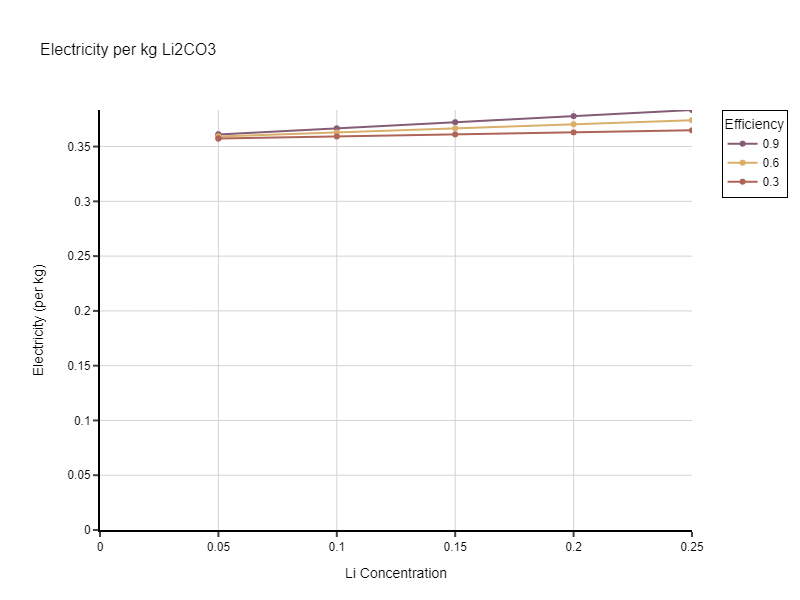 Electricity per kg Li2CO3
Efficiency
0.9
0.6
0.3
Electricity (per kg)
0.35
0.3
0.25
0.2
0.15
0.1
0.05
0
0 0.05 0.1 0.15 0.2 0.25
Li Concentration